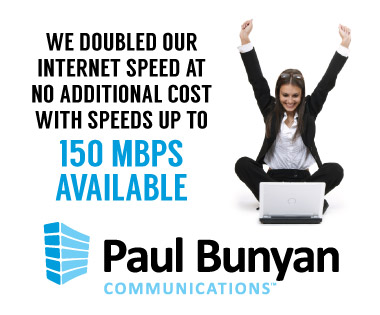 WE DOUBLED OUR
INTERNET SPEED AT
NO ADDITIONAL COST
WITH SPEEDS UP TO
150 MBPS
AVAILABLE
Paul Bunyan
COMMUNICATIONS™